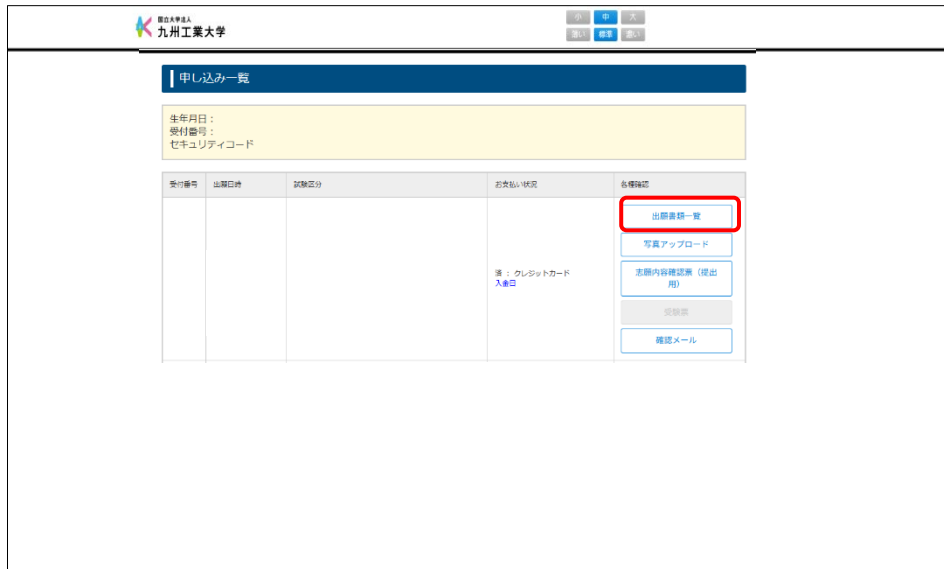 国立大学法人
九州工業大学
小 中 大
薄い 標準 濃い
申し込み一覧
生年月日：
受付番号：
セキュリティコード
受付番号 出願日時 試験区分 お支払い状況 各種確認
出願書類一覧
写真アップロード
済 ： クレジットカード
入金日
志願内容確認票（提出
用）
受験票
確認メール